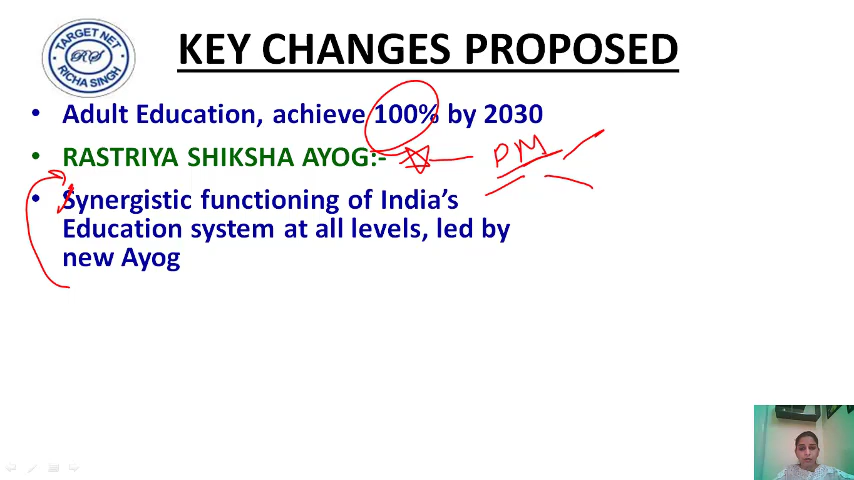 TARGET NET
RS
RICHA SINGH
KEY CHANGES PROPOSED
• Adult Education, achieve 100% by 2030
• RASTRIYA SHIKSHA AYOG:- PM
• Synergistic functioning of India's
Education system at all levels, led by
new Ayog